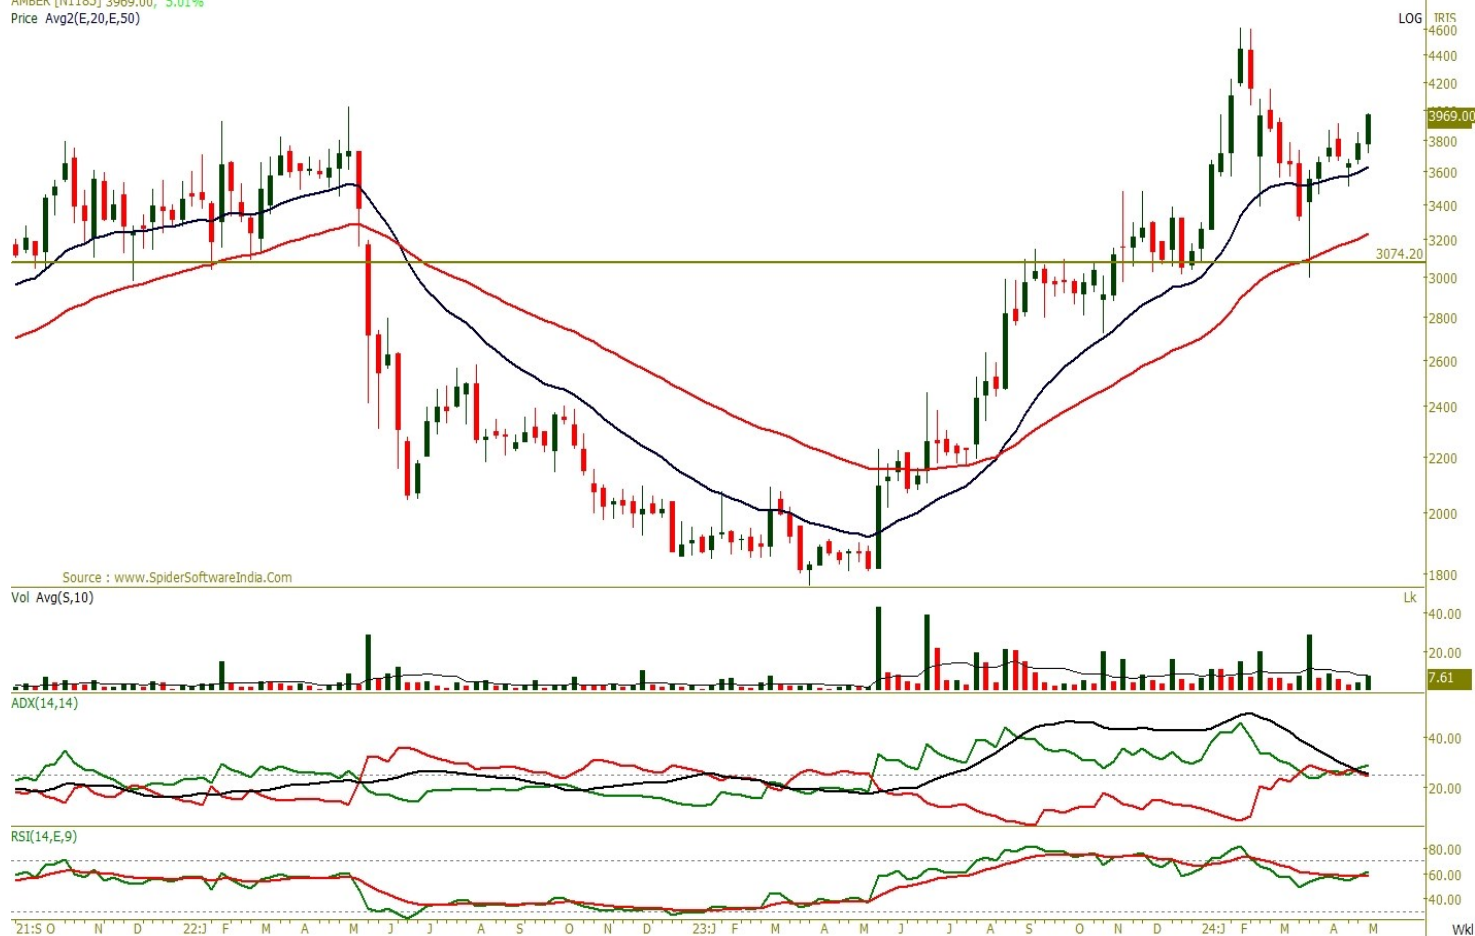 AMBER [N1185] 3969.00, 5.01%
Price Avg2(E,20,E,50)
LOG IRIS
4600
4400
4200
3969.00
3800
3600
3400
3200
3074.20
3000
2800
2600
2400
2200
2000
1800
Source : www.SpiderSoftwareIndia.Com
Vol Avg(S,10)
Lk
40.00
20.00
7.61
ADX(14,14)
40.00
20.00
RSI(14,E,9)
80.00
60.00
40.00
21:S O N D 22:J F M A M J J A S O N D 23:J F M A M J J A S O N D 24:J F M A M
Wkl